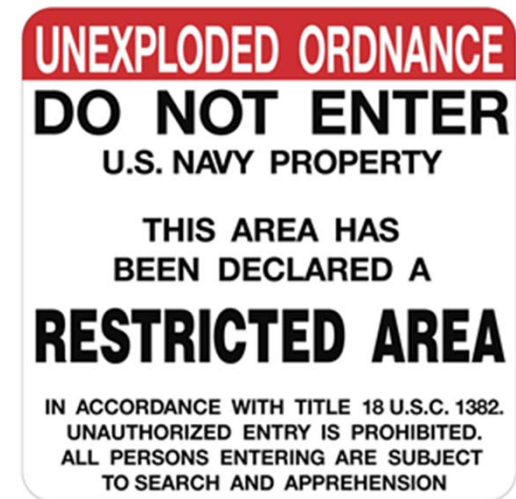 UNEXPLODED ORDNANCE
DO NOT ENTER
U.S. NAVY PROPERTY
THIS AREA HAS
BEEN DECLARED A
RESTRICTED AREA
IN ACCORDANCE WITH TITLE 18 U.S.C. 1382.
UNAUTHORIZED ENTRY IS PROHIBITED.
ALL PERSONS ENTERING ARE SUBJECT
TO SEARCH AND APPREHENSION